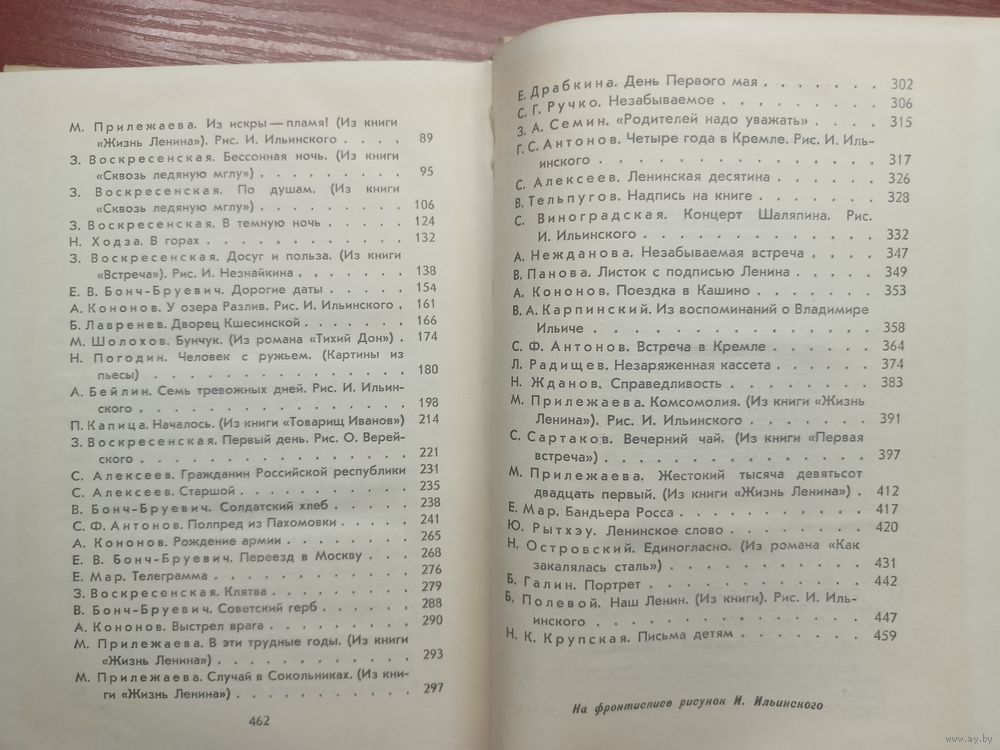 М. Прилежаева. Из искры — пламя! (Из книги
«Жизнь Ленина»). Рис. И. Ильинского . . . . 89
З. Воскресенская. Бессонная ночь. (Из книги
«Сквозь ледяную мглу») . . . . . . . . 95
З. Воскресенская. По душам. (Из книги
«Сквозь ледяную мглу») . . . . . . . . 106
З. Воскресенская. В темную ночь . . . . . 124
Н. Ходза. В горах . . . . . . . . . . . 132
З. Воскресенская. Досуг и польза. (Из книги
«Встреча»). Рис. И. Незнайкина . . . . . . 138
Е. В. Бонч-Бруевич. Дорогие даты . . . . . 154
А. Кононов. У озера Разлив. Рис. И. Ильинского . 161
Б. Лавренев. Дворец Кшесинской . . . . . . 166
М. Шолохов. Бунчук. (Из романа «Тихий Дон») . 174
Н. Погодин. Человек с ружьем. (Картины из
пьесы) . . . . . . . . . . . . . . 180
А. Бейлин. Семь тревожных дней. Рис. И. Ильин-
ского . . . . . . . . . . . . . . 198
П. Капица. Началось. (Из книги «Товарищ Иванов») 214
З. Воскресенская. Первый день. Рис. О. Верей-
ского . . . . . . . . . . . . . . 221
С. Алексеев. Гражданин Российской республики 231
С. Алексеев. Старшой . . . . . . . . . . 235
В. Бонч-Бруевич. Солдатский хлеб . . . . . 238
С. Ф. Антонов. Полпред из Пахомовки . . . . 241
А. Кононов. Рождение армии . . . . . . . 265
Е. В. Бонч-Бруевич. Переезд в Москву . . . 268
Е. Мар. Телеграмма . . . . . . . . . . . 276
З. Воскресенская. Клятва . . . . . . . . 279
В. Бонч-Бруевич. Советский герб . . . . . . 288
А. Кононов. Выстрел врага . . . . . . . . 290
М. Прилежаева. В эти трудные годы. (Из книги
«Жизнь Ленина») . . . . . . . . . . 293
М. Прилежаева. Случай в Сокольниках. (Из кни-
ги «Жизнь Ленина») . . . . . . . . . 297
462
Е. Драбкина. День Первого мая . . . . . . . 302
С. Г. Ручко. Незабываемое . . . . . . . . 306
З. А. Семин. «Родителей надо уважать» . . . . 315
Г. С. Антонов. Четыре года в Кремле. Рис. И. Иль-
инского . . . . . . . . . . . . . . 317
С. Алексеев. Ленинская десятина . . . . . . 326
В. Тельпугов. Надпись на книге . . . . . . 328
С. Виноградская. Концерт Шаляпина. Рис.
И. Ильинского . . . . . . . . . . . 332
А. Нежданова. Незабываемая встреча . . . . 347
В. Панова. Листок с подписью Ленина . . . . 349
А. Кононов. Поездка в Кашино . . . . . . . 353
В. А. Карпинский. Из воспоминаний о Владимире
Ильиче . . . . . . . . . . . . . . 358
С. Ф. Антонов. Встреча в Кремле . . . . . . 364
Л. Радищев. Незаряженная кассета . . . . . . 374
Н. Жданов. Справедливость . . . . . . . . 383
М. Прилежаева. Комсомолия. (Из книги «Жизнь
Ленина»). Рис. И. Ильинского . . . . . . . 391
С. Сартаков. Вечерний чай. (Из книги «Первая
встреча») . . . . . . . . . . . . . 397
М. Прилежаева. Жестокий тысяча девятьсот
двадцать первый. (Из книги «Жизнь Ленина») . 412
Е. Мар. Бандьера Росса . . . . . . . . . 417
Ю. Рытхэу. Ленинское слово . . . . . . . . 420
Н. Островский. Единогласно. (Из романа «Как
закалялась сталь») . . . . . . . . . . 431
Б. Галин. Портрет . . . . . . . . . . . 442
Б. Полевой. Наш Ленин. (Из книги). Рис. И. Иль-
инского . . . . . . . . . . . . . . 447
Н. К. Крупская. Письма детям . . . . . . . 459
На фронтисписе рисунок И. Ильинского
www.ay.by